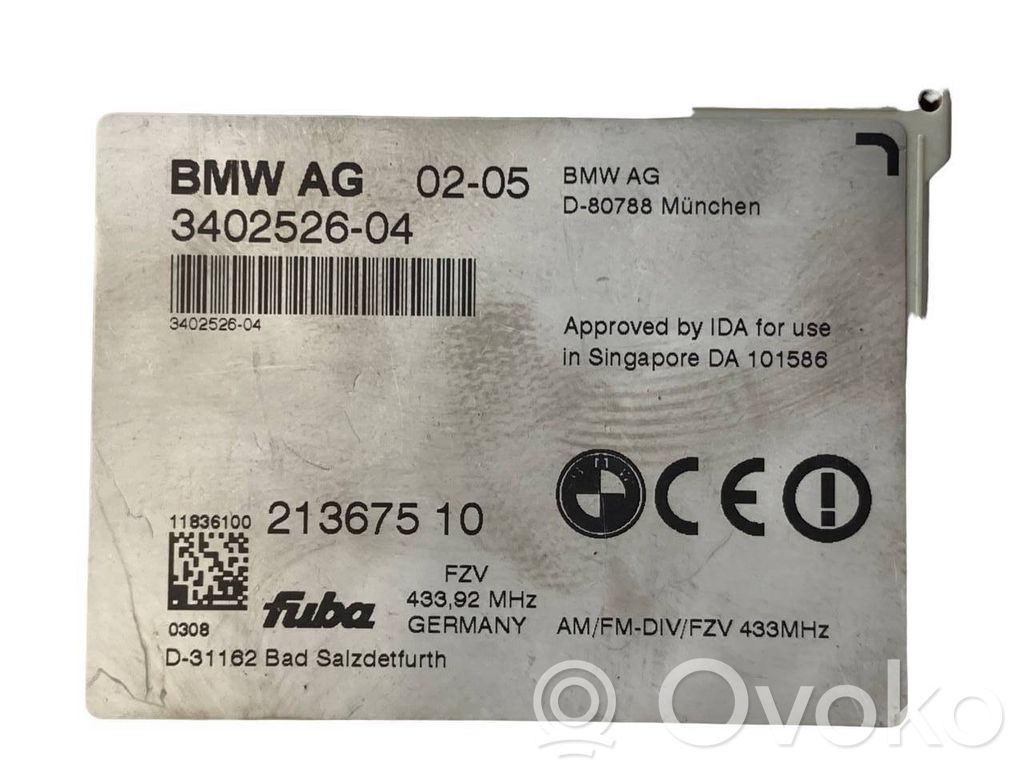 BMW AG 02-05
3402526-04
3402526-04
BMW AG
D-80788 München
Approved by IDA for use
in Singapore DA 101586
11836100
213675 10
0308
fuba
FZV
433,92 MHz
GERMANY
CE
AM/FM-DIV/FZV 433MHz
D-31162 Bad Salzdetfurth
Ovoko